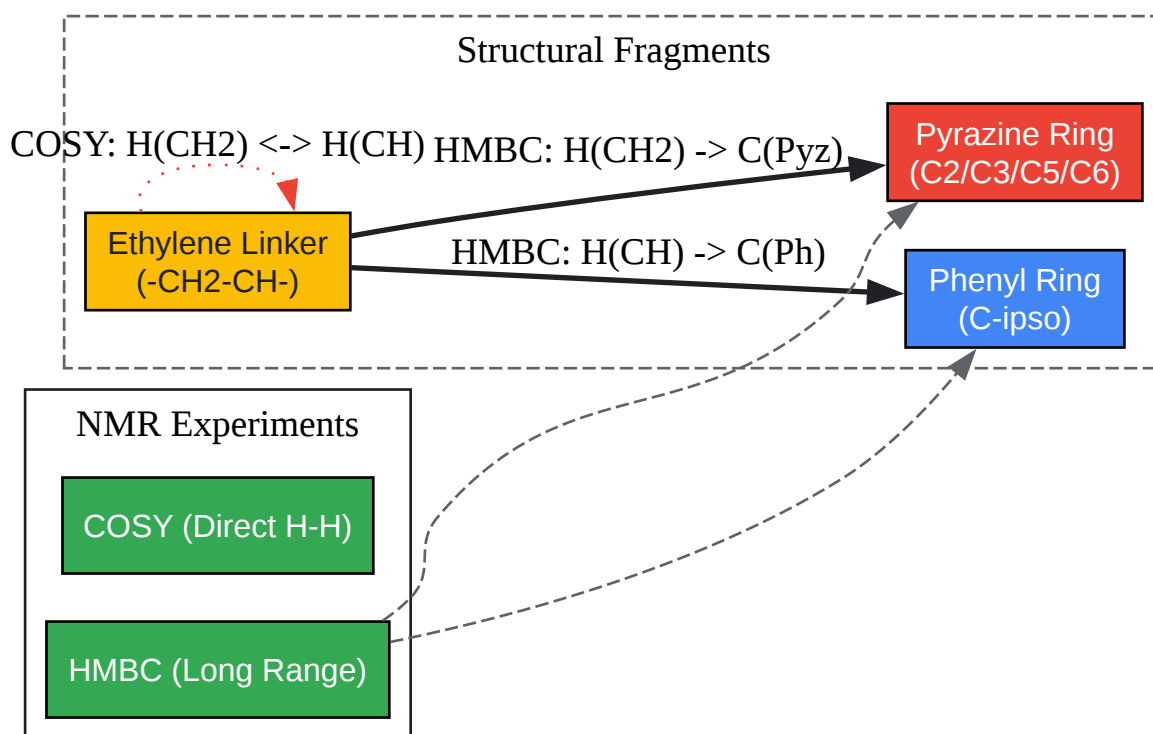 Structural Fragments
COSY: H(CH2) <-> H(CH)
HMBC: H(CH2) -> C(Pyz)
Pyrazine Ring
(C2/C3/C5/C6)
Ethylene Linker
(-CH2-CH-)
HMBC: H(CH) -> C(Ph)
Phenyl Ring
(C-ipso)
NMR Experiments
COSY (Direct H-H)
HMBC (Long Range)